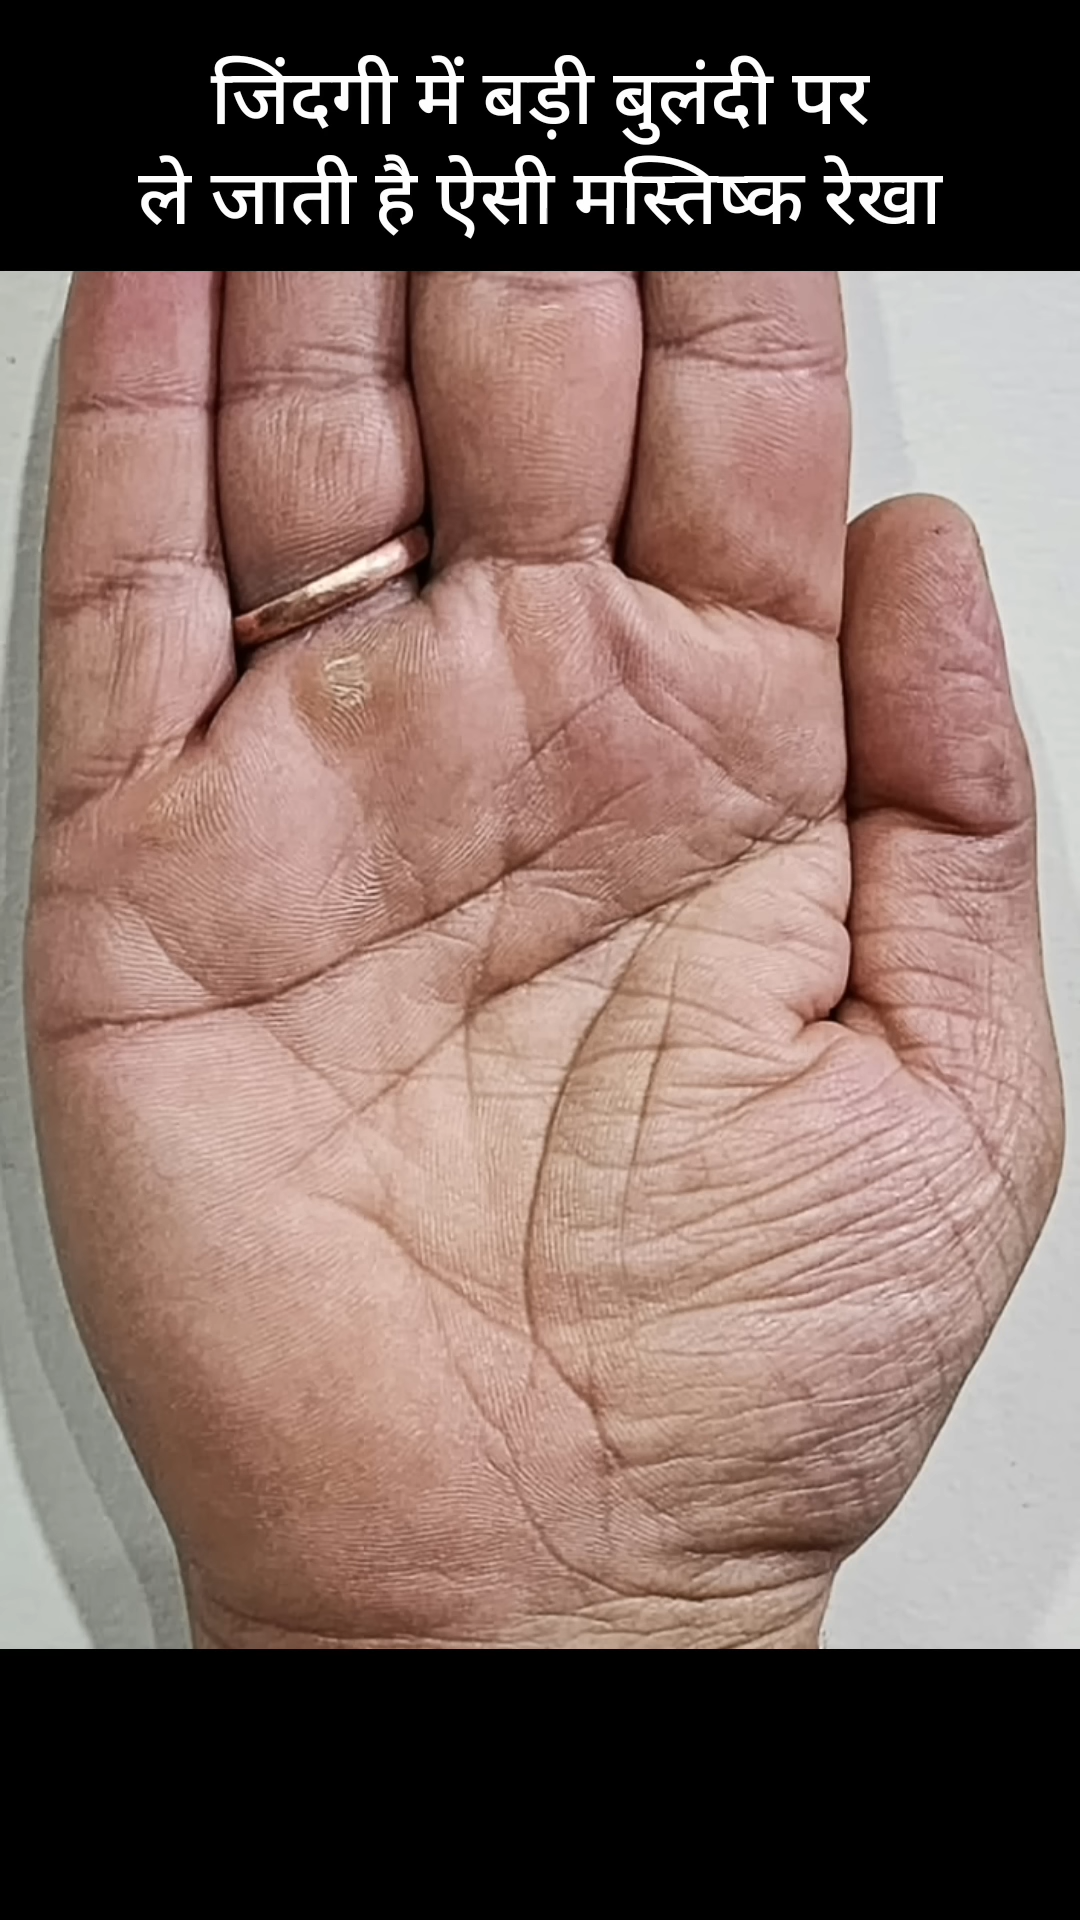 जिंदगी में बड़ी बुलंदी पर
ले जाती है ऐसी मस्तिष्क रेखा